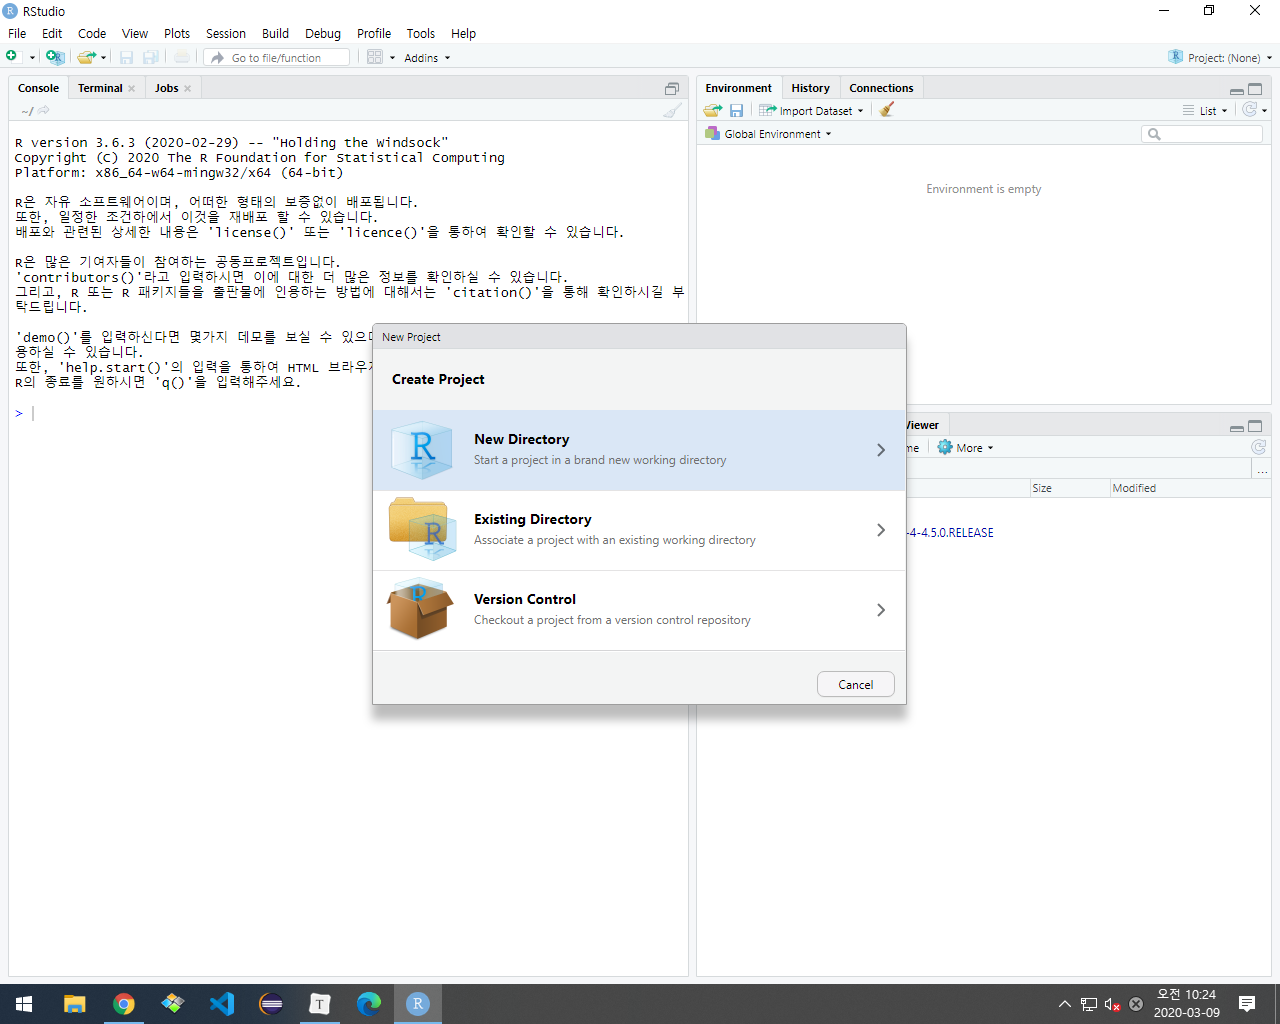 RStudio
File Edit Code View Plots Session Build Debug Profile Tools Help
Go to file/function Addins Project: (None)
Console Terminal Jobs
~/
R version 3.6.3 (2020-02-29) -- "Holding the Windsock"
Copyright (C) 2020 The R Foundation for Statistical Computing
Platform: x86_64-w64-mingw32/x64 (64-bit)
R은 자유 소프트웨어이며, 어떠한 형태의 보증없이 배포됩니다.
또한, 일정한 조건하에서 이것을 재배포 할 수 있습니다.
배포와 관련된 상세한 내용은 'license()' 또는 'licence()'을 통하여 확인할 수 있습니다.
R은 많은 기여자들이 참여하는 공동프로젝트입니다.
'contributors()'라고 입력하시면 이에 대한 더 많은 정보를 확인하실 수 있습니다.
그리고, R 또는 R 패키지들을 출판물에 인용하는 방법에 대해서는 'citation()'을 통해 확인하시길 부
탁드립니다.
'demo()'를 입력하신다면 몇가지 데모를 보실 수 있으며
용하실 수 있습니다.
또한, 'help.start()'의 입력을 통하여 HTML 브라우저
R의 종료를 원하시면 'q()'을 입력해주세요.
>
Environment History Connections
Import Dataset List
Global Environment
Environment is empty
Viewer
me More
...
Size Modified
-4-4.5.0.RELEASE
New Project
Create Project
New Directory
Start a project in a brand new working directory
Existing Directory
Associate a project with an existing working directory
Version Control
Checkout a project from a version control repository
Cancel
오전 10:24
2020-03-09